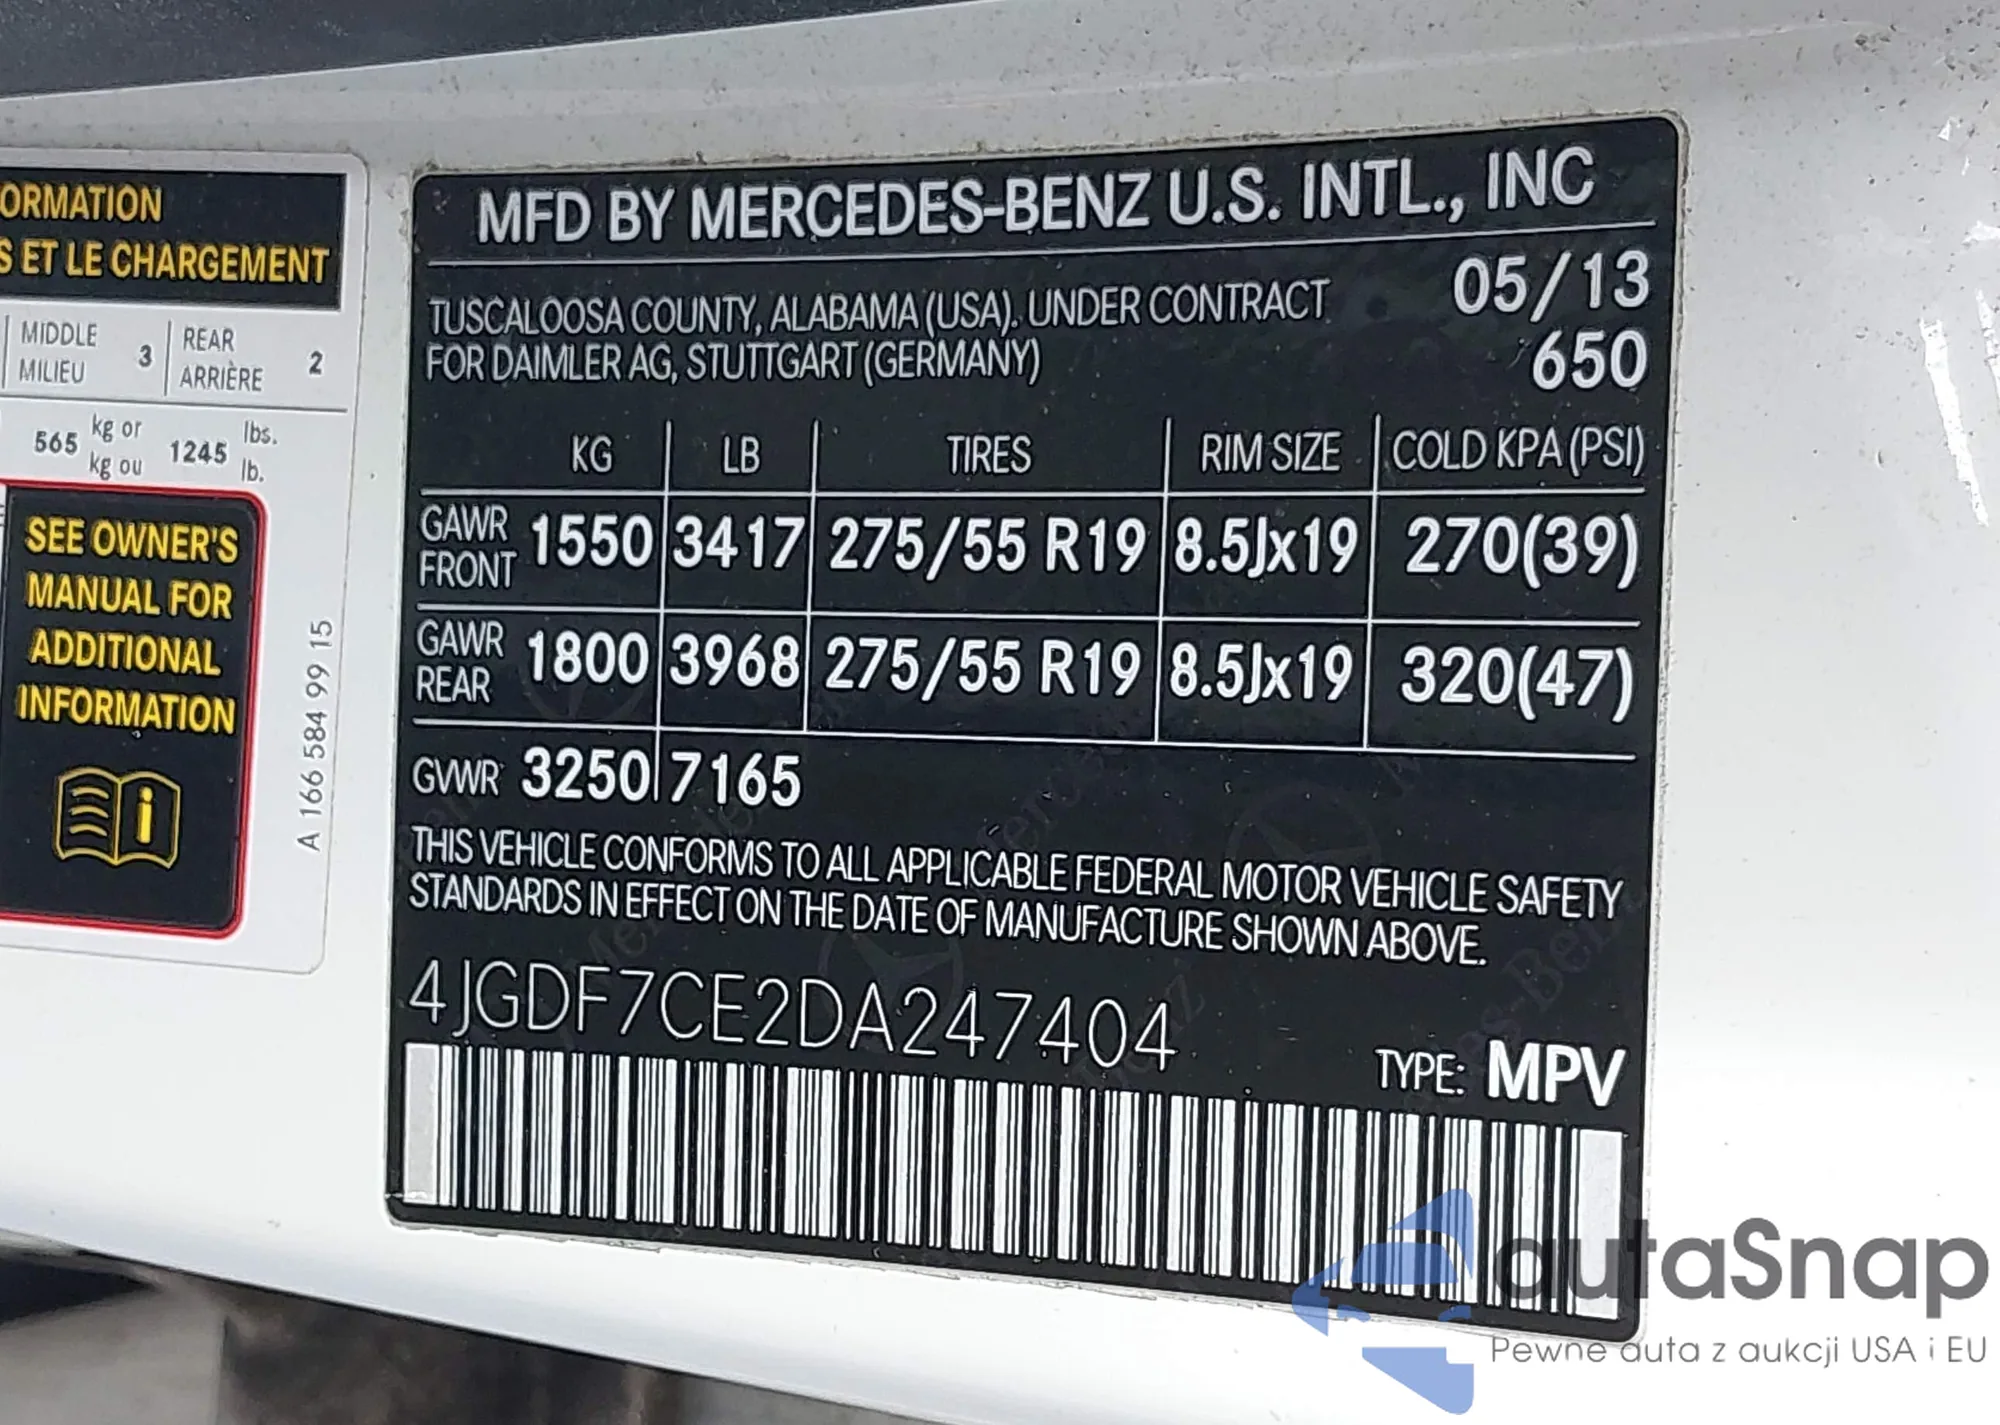 ORMATION
S ET LE CHARGEMENT
MIDDLE
MILIEU
3
REAR
ARRIÈRE
2
565 kg or 1245 lbs.
kg ou lb.
SEE OWNER'S
MANUAL FOR
ADDITIONAL
INFORMATION
i
A 166 584 99 15
MFD BY MERCEDES-BENZ U.S. INTL., INC
TUSCALOOSA COUNTY, ALABAMA (USA). UNDER CONTRACT
FOR DAIMLER AG, STUTTGART (GERMANY)
05/13
650
KG LB TIRES RIM SIZE COLD KPA (PSI)
GAWR FRONT 1550 3417 275/55 R19 8.5Jx19 270(39)
GAWR REAR 1800 3968 275/55 R19 8.5Jx19 320(47)
GVWR 3250 7165
THIS VEHICLE CONFORMS TO ALL APPLICABLE FEDERAL MOTOR VEHICLE SAFETY
STANDARDS IN EFFECT ON THE DATE OF MANUFACTURE SHOWN ABOVE.
4JGDF7CE2DA247404
TYPE: MPV
autaSnap
Pewne auta z aukcji USA i EU